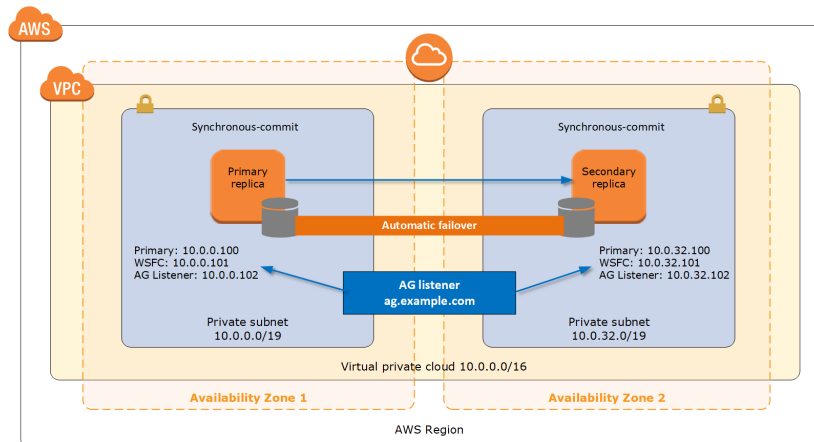 AWS
VPC
Synchronous-commit
Synchronous-commit
Primary
replica
Secondary
replica
Automatic failover
Primary: 10.0.0.100
WSFC: 10.0.0.101
AG Listener: 10.0.0.102
Primary: 10.0.32.100
WSFC: 10.0.32.101
AG Listener: 10.0.32.102
AG listener
ag.example.com
Private subnet
10.0.0.0/19
Private subnet
10.0.32.0/19
Virtual private cloud 10.0.0.0/16
Availability Zone 1
Availability Zone 2
AWS Region